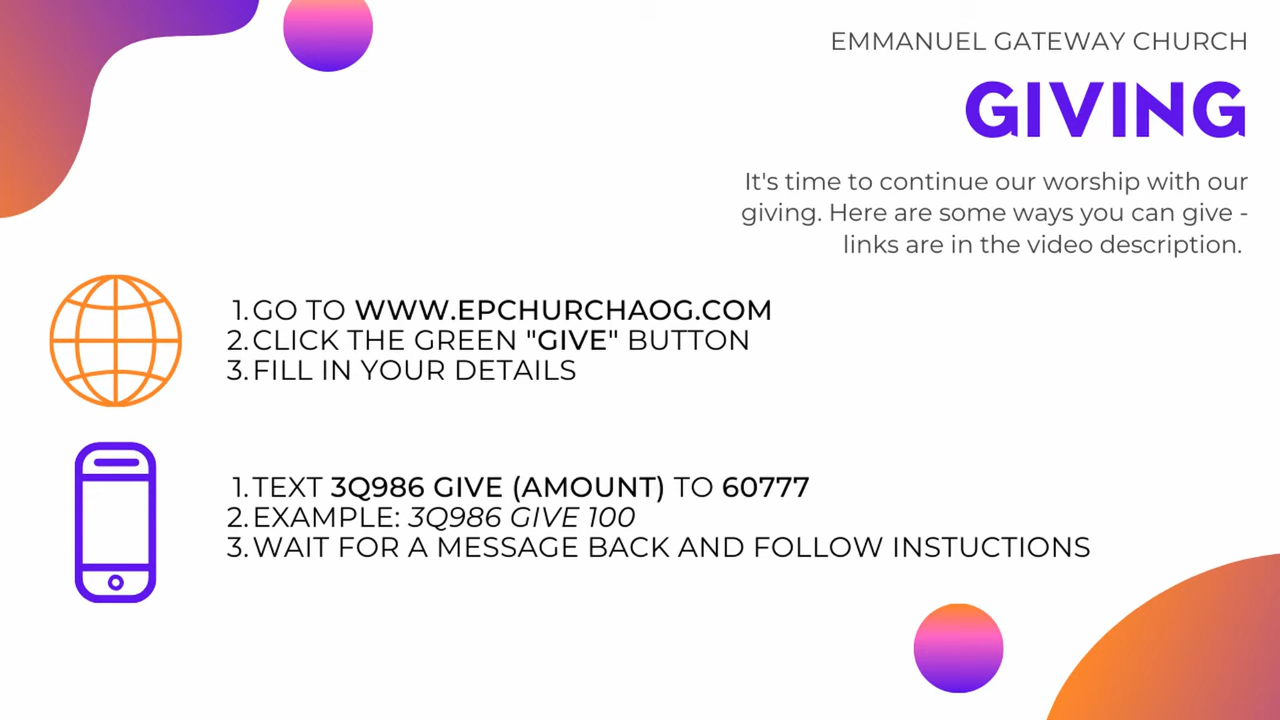 EMMANUEL GATEWAY CHURCH
GIVING
It's time to continue our worship with our
giving. Here are some ways you can give -
links are in the video description.
1. GO TO WWW.EPCHURCHAOG.COM
2. CLICK THE GREEN "GIVE" BUTTON
3. FILL IN YOUR DETAILS
1. TEXT 3Q986 GIVE (AMOUNT) TO 60777
2. EXAMPLE: 3Q986 GIVE 100
3. WAIT FOR A MESSAGE BACK AND FOLLOW INSTUCTIONS